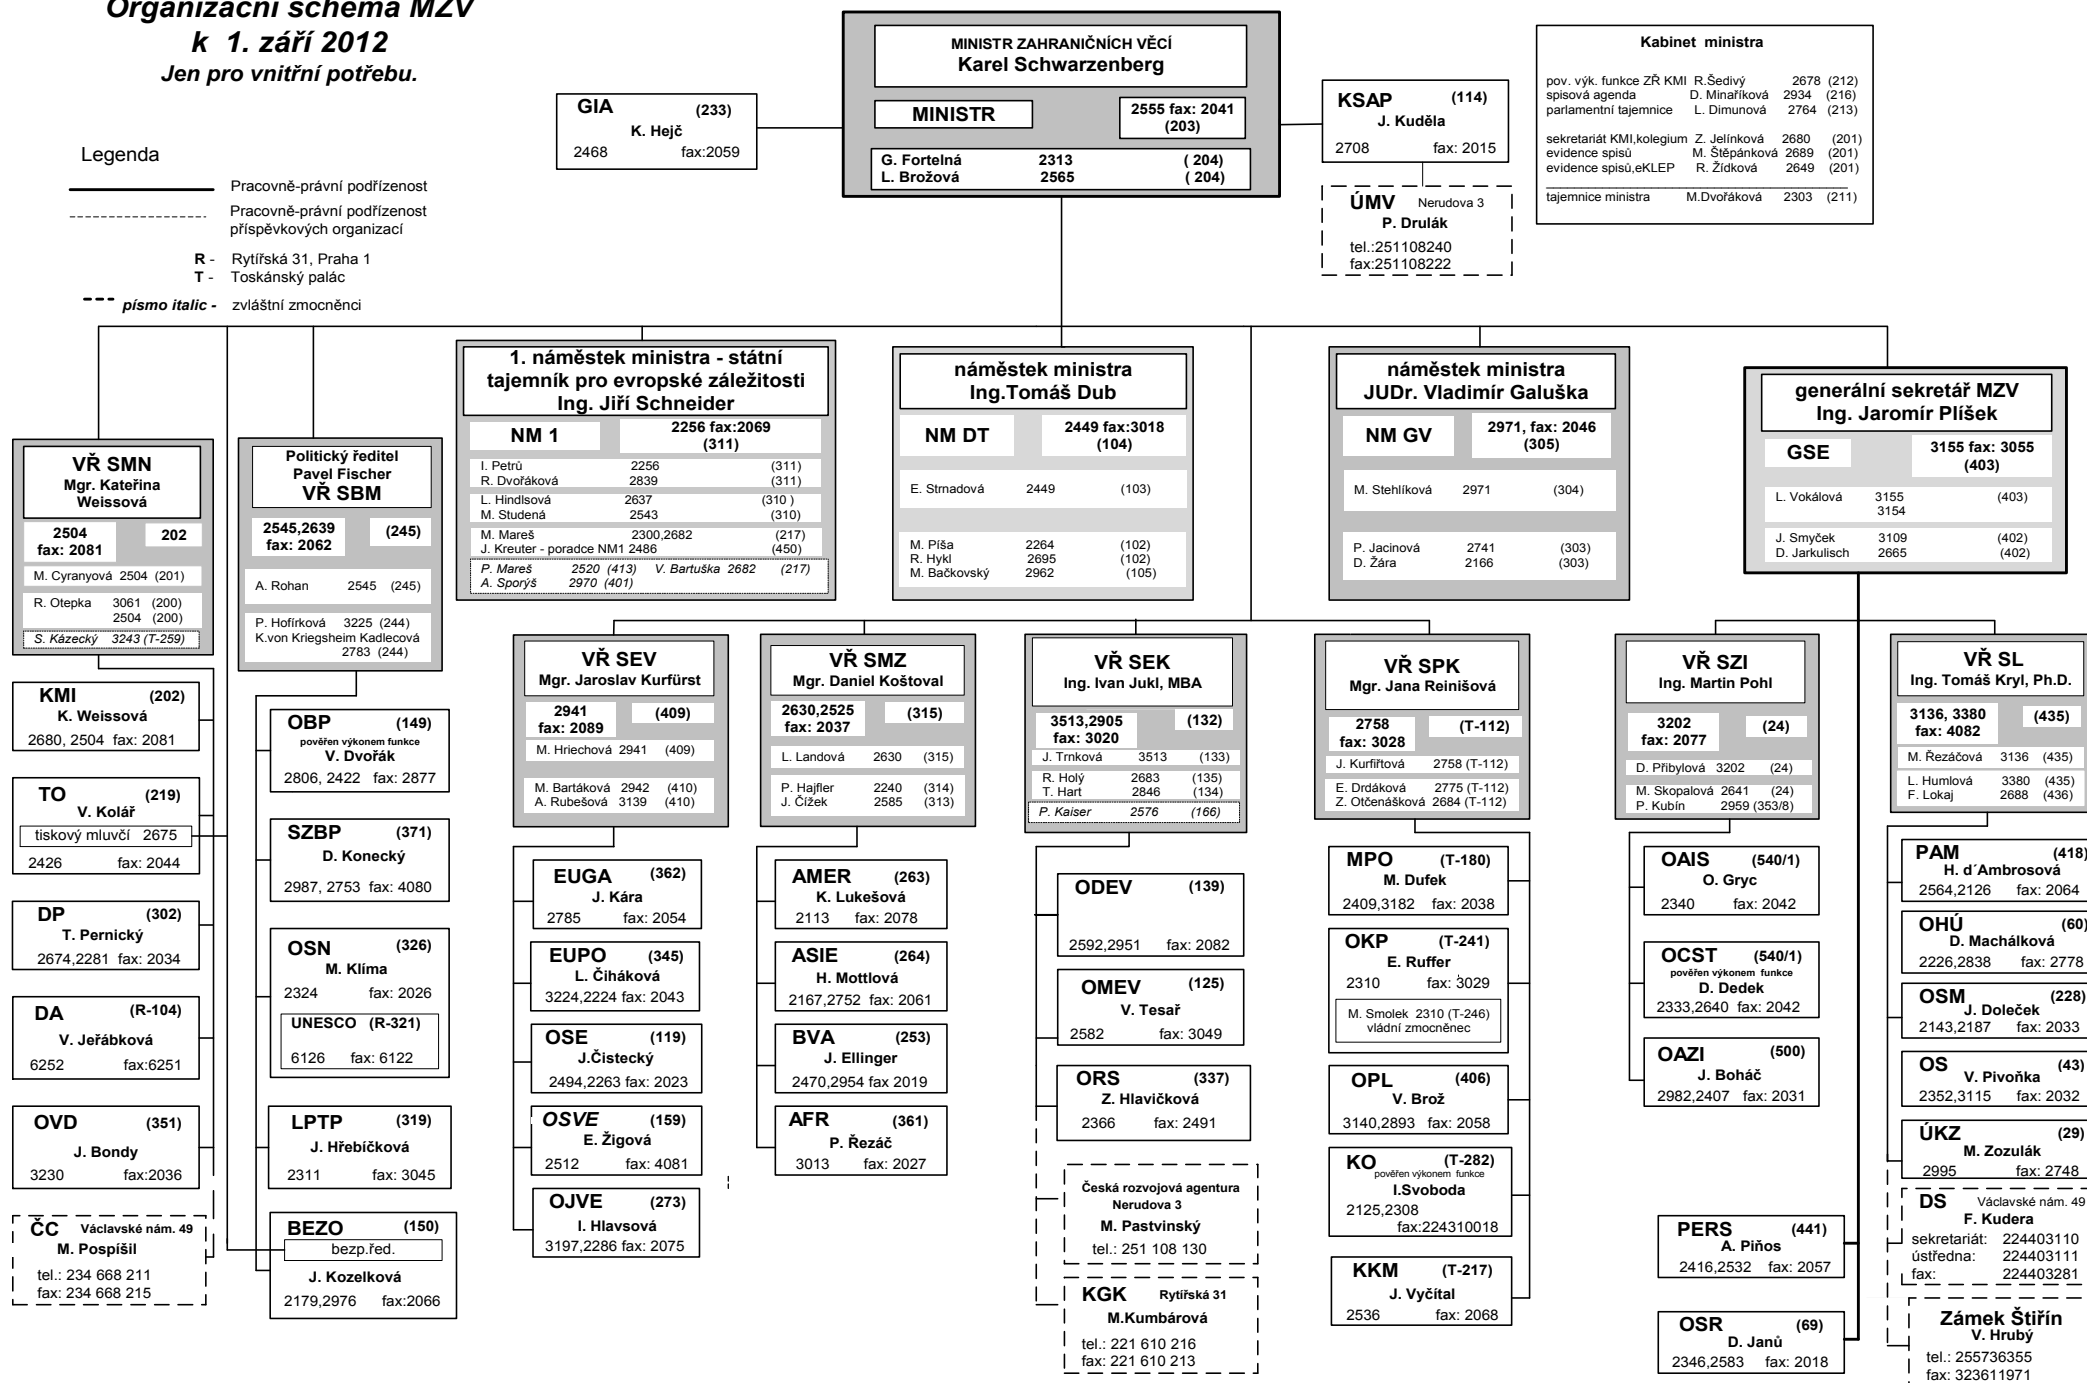 Organizační schema MZV
k 1. září 2012
Jen pro vnitřní potřebu.
Legenda
Pracovně-právní podřízenost
Pracovně-právní podřízenost
příspěvkových organizací
R - Rytířská 31, Praha 1
T - Toskánský palác
písmo italic - zvláštní zmocněnci
GIA (233)
K. Hejč
2468 fax:2059
MINISTR ZAHRANIČNÍCH VĚCÍ
Karel Schwarzenberg
MINISTR
2555 fax: 2041
(203)
G. Fortelná 2313 ( 204)
L. Brožová 2565 ( 204)
KSAP (114)
J. Kuděla
2708 fax: 2015
ÚMV Nerudova 3
P. Drulák
tel.:251108240
fax:251108222
Kabinet ministra
pov. výk. funkce ZŘ KMI R.Šedivý 2678 (212)
spisová agenda D. Minaříková 2934 (216)
parlamentní tajemnice L. Dimunová 2764 (213)
sekretariát KMI,kolegium Z. Jelínková 2680 (201)
evidence spisů M. Štěpánková 2689 (201)
evidence spisů,eKLEP R. Žídková 2649 (201)
tajemnice ministra M.Dvořáková 2303 (211)
VŘ SMN
Mgr. Kateřina
Weissová
2504
fax: 2081
202
M. Cyranyová 2504 (201)
R. Otepka 3061 (200)
2504 (200)
S. Kázecký 3243 (T-259)
Politický ředitel
Pavel Fischer
VŘ SBM
2545,2639
fax: 2062
(245)
A. Rohan 2545 (245)
P. Hofírková 3225 (244)
K.von Kriegsheim Kadlecová
2783 (244)
1. náměstek ministra - státní
tajemník pro evropské záležitosti
Ing. Jiří Schneider
NM 1
2256 fax:2069
(311)
I. Petrů 2256 (311)
R. Dvořáková 2839 (311)
L. Hindlsová 2637 (310 )
M. Studená 2543 (310)
M. Mareš 2300,2682 (217)
J. Kreuter - poradce NM1 2486 (450)
P. Mareš 2520 (413) V. Bartuška 2682 (217)
A. Sporýš 2970 (401)
náměstek ministra
Ing.Tomáš Dub
NM DT
2449 fax:3018
(104)
E. Strnadová 2449 (103)
M. Píša 2264 (102)
R. Hykl 2695 (102)
M. Bačkovský 2962 (105)
náměstek ministra
JUDr. Vladimír Galuška
NM GV
2971, fax: 2046
(305)
M. Stehlíková 2971 (304)
P. Jacinová 2741 (303)
D. Žára 2166 (303)
generální sekretář MZV
Ing. Jaromír Plíšek
GSE
3155 fax: 3055
(403)
L. Vokálová 3155 (403)
3154
J. Smyček 3109 (402)
D. Jarkulisch 2665 (402)
VŘ SEV
Mgr. Jaroslav Kurfürst
2941
fax: 2089
(409)
M. Hriechová 2941 (409)
M. Bartáková 2942 (410)
A. Rubešová 3139 (410)
VŘ SMZ
Mgr. Daniel Koštoval
2630,2525
fax: 2037
(315)
L. Landová 2630 (315)
P. Hajfler 2240 (314)
J. Čížek 2585 (313)
VŘ SEK
Ing. Ivan Jukl, MBA
3513,2905
fax: 3020
(132)
J. Trnková 3513 (133)
R. Holý 2683 (135)
T. Hart 2846 (134)
P. Kaiser 2576 (166)
VŘ SPK
Mgr. Jana Reinišová
2758
fax: 3028
(T-112)
J. Kurfiřtová 2758 (T-112)
E. Drdáková 2775 (T-112)
Z. Otčenášková 2684 (T-112)
VŘ SZI
Ing. Martin Pohl
3202
fax: 2077
(24)
D. Přibylová 3202 (24)
M. Skopalová 2641 (24)
P. Kubín 2959 (353/8)
VŘ SL
Ing. Tomáš Kryl, Ph.D.
3136, 3380
fax: 4082
(435)
M. Řezáčová 3136 (435)
L. Humlová 3380 (435)
F. Lokaj 2688 (436)
KMI (202)
K. Weissová
2680, 2504 fax: 2081
TO (219)
V. Kolář
tiskový mluvčí 2675
2426 fax: 2044
DP (302)
T. Pernický
2674,2281 fax: 2034
DA (R-104)
V. Jeřábková
6252 fax:6251
OVD (351)
J. Bondy
3230 fax:2036
ČC Václavské nám. 49
M. Pospíšil
tel.: 234 668 211
fax: 234 668 215
OBP (149)
pověřen výkonem funkce
V. Dvořák
2806, 2422 fax: 2877
SZBP (371)
D. Konecký
2987, 2753 fax: 4080
OSN (326)
M. Klíma
2324 fax: 2026
UNESCO (R-321)
6126 fax: 6122
LPTP (319)
J. Hřebíčková
2311 fax: 3045
BEZO (150)
bezp.řed.
J. Kozelková
2179,2976 fax:2066
EUGA (362)
J. Kára
2785 fax: 2054
EUPO (345)
L. Čiháková
3224,2224 fax: 2043
OSE (119)
J.Čistecký
2494,2263 fax: 2023
OSVE (159)
E. Žigová
2512 fax: 4081
OJVE (273)
I. Hlavsová
3197,2286 fax: 2075
AMER (263)
K. Lukešová
2113 fax: 2078
ASIE (264)
H. Mottlová
2167,2752 fax: 2061
BVA (253)
J. Ellinger
2470,2954 fax 2019
AFR (361)
P. Řezáč
3013 fax: 2027
ODEV (139)
2592,2951 fax: 2082
OMEV (125)
V. Tesař
2582 fax: 3049
ORS (337)
Z. Hlavičková
2366 fax: 2491
Česká rozvojová agentura
Nerudova 3
M. Pastvinský
tel.: 251 108 130
KGK Rytířská 31
M.Kumbárová
tel.: 221 610 216
fax: 221 610 213
MPO (T-180)
M. Dufek
2409,3182 fax: 2038
OKP (T-241)
E. Ruffer
2310 fax: 3029
M. Smolek 2310 (T-246)
vládní zmocněnec
OPL (406)
V. Brož
3140,2893 fax: 2058
KO (T-282)
pověřen výkonem funkce
I.Svoboda
2125,2308
fax:224310018
KKM (T-217)
J. Vyčítal
2536 fax: 2068
OAIS (540/1)
O. Gryc
2340 fax: 2042
OCST (540/1)
pověřen výkonem funkce
D. Dedek
2333,2640 fax: 2042
OAZI (500)
J. Boháč
2982,2407 fax: 2031
PERS (441)
A. Piňos
2416,2532 fax: 2057
OSR (69)
D. Janů
2346,2583 fax: 2018
PAM (418)
H. d´Ambrosová
2564,2126 fax: 2064
OHÚ (60)
D. Machálková
2226,2838 fax: 2778
OSM (228)
J. Doleček
2143,2187 fax: 2033
OS (43)
V. Pivoňka
2352,3115 fax: 2032
ÚKZ (29)
M. Zozulák
2995 fax: 2748
DS Václavské nám. 49
F. Kudera
sekretariát: 224403110
ústředna: 224403111
fax: 224403281
Zámek Štiřín
V. Hrubý
tel.: 255736355
fax: 323611971